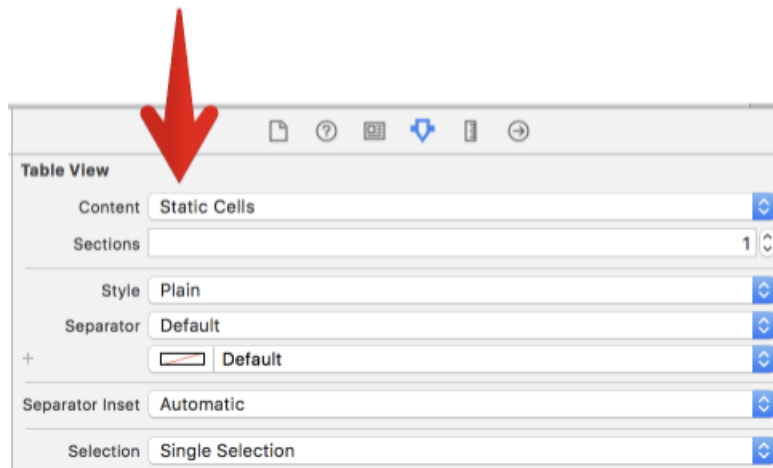 Table View
Content Static Cells
Sections 1
Style Plain
Separator Default
+ Default
Separator Inset Automatic
Selection Single Selection